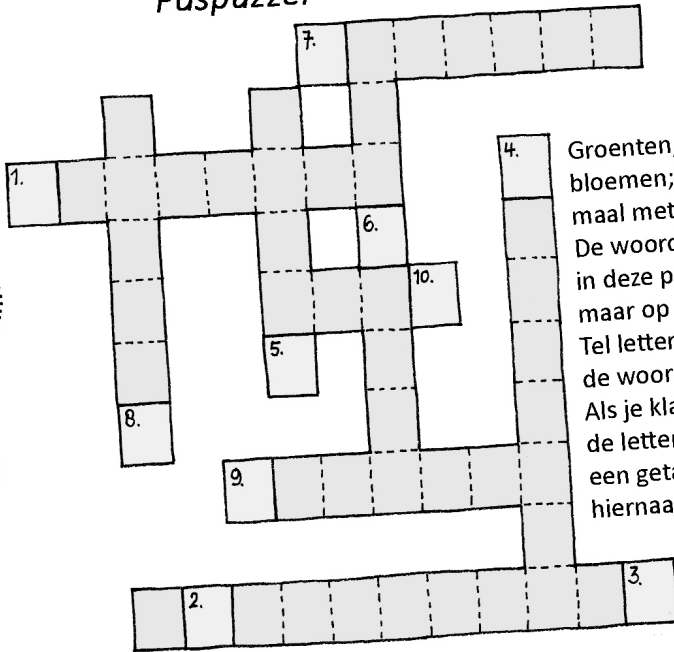 7.
4.
Groenten,
bloemen;
1.
maal met
6.
De woord
in deze p
10.
maar op
5.
Tel letter
de woor
8.
Als je kla
de letter
9.
een geta
hiernaa
2.
3.